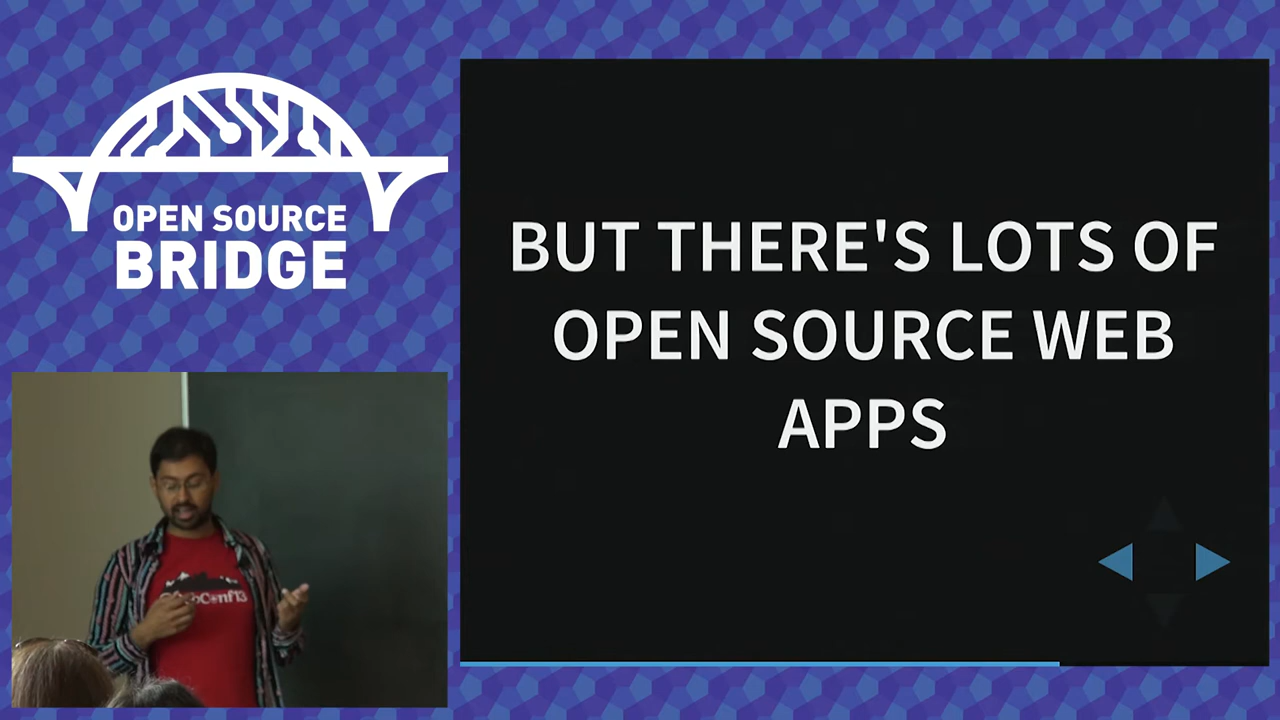 OPEN SOURCE
BRIDGE
BUT THERE'S LOTS OF
OPEN SOURCE WEB
APPS